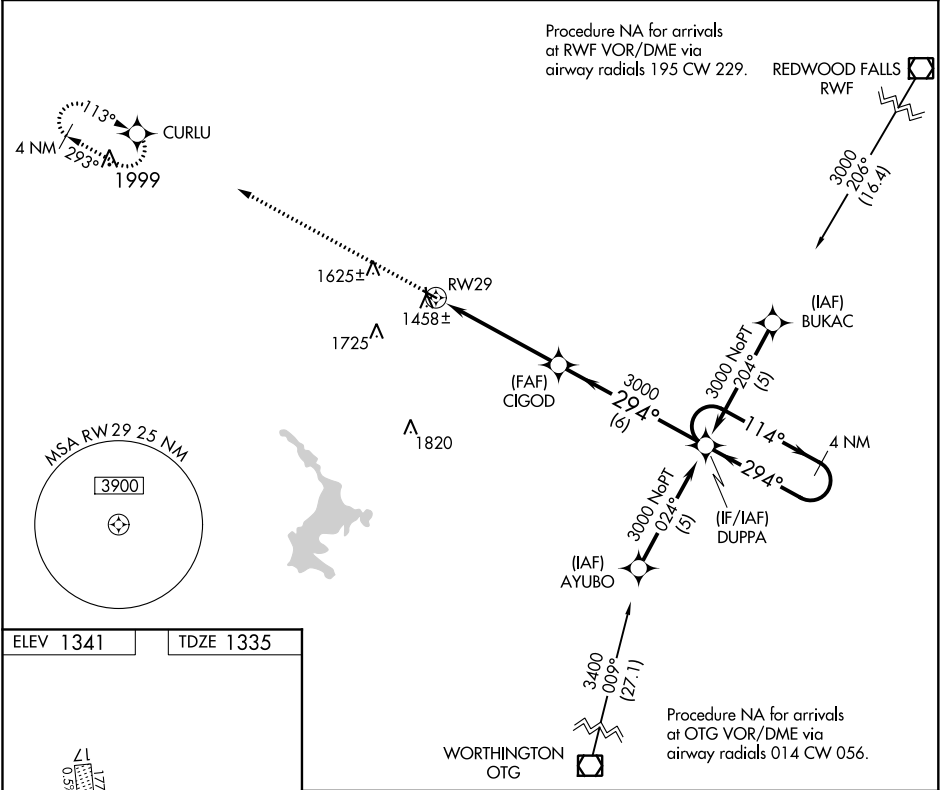 Procedure NA for arrivals
at RWF VOR/DME via
airway radials 195 CW 229.
REDWOOD FALLS
RWF
113°
CURLU
4 NM
293°
1999
3000
206°
(16.4)
1625±
RW29
1458±
1725
(IAF)
BUKAC
3000 NoPT
204°
(5)
(FAF)
CIGOD
3000
294°
(6)
114°
4 NM
294°
1820
MSA RW29 25 NM
3900
3000 NoPT
024°
(5)
(IF/IAF)
DUPPA
(IAF)
AYUBO
ELEV 1341
TDZE 1335
3400
009°
(27.1)
Procedure NA for arrivals
at OTG VOR/DME via
airway radials 014 CW 056.
WORTHINGTON
OTG
17